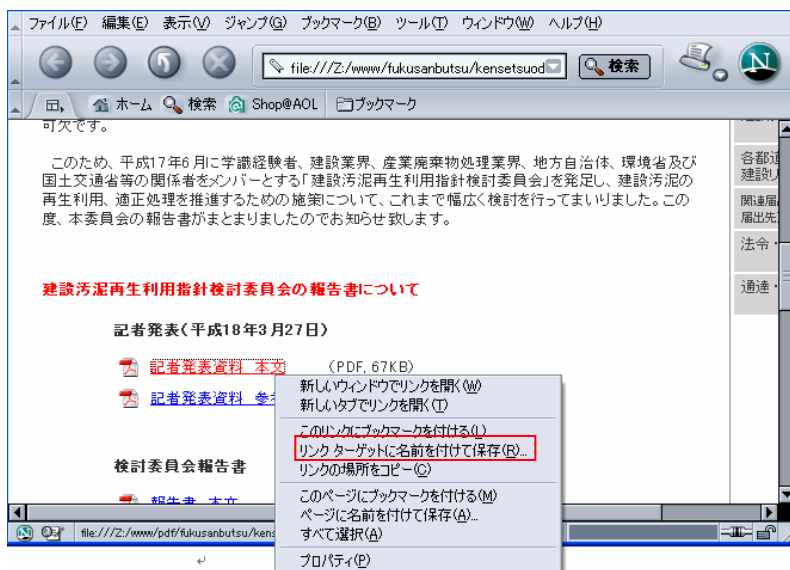 ファイル(F) 編集(E) 表示(V) ジャンプ(G) ブックマーク(B) ツール(T) ウィンドウ(W) ヘルプ(H)
file:///Z:/www/fukusanbutsu/kensetsuod
検索
N
ホーム 検索 Shop@AOL ブックマーク
可欠です。
このため、平成17年6月に学識経験者、建設業界、産業廃棄物処理業界、地方自治体、環境省及び
国土交通省等の関係者をメンバーとする「建設汚泥再生利用指針検討委員会」を発足し、建設汚泥の
再生利用、適正処理を推進するための施策について、これまで幅広く検討を行ってまいりました。この
度、本委員会の報告書がまとまりましたのでお知らせ致します。
各都道
建設リ
関連届
届出先
法令・
通達・
建設汚泥再生利用指針検討委員会の報告書について
記者発表(平成18年3月27日)
記者発表資料 本文 (PDF, 67KB)
記者発表資料 参考
検討委員会報告書
報告書 本文
新しいウィンドウでリンクを開く(W)
新しいタブでリンクを開く(T)
このリンクにブックマークを付ける(L)
リンク ターゲットに名前を付けて保存(R)...
リンクの場所をコピー(C)
このページにブックマークを付ける(M)
ページに名前を付けて保存(A)...
すべて選択(A)
プロパティ(P)
file:///Z:/www/pdf/fukusanbutsu/kens